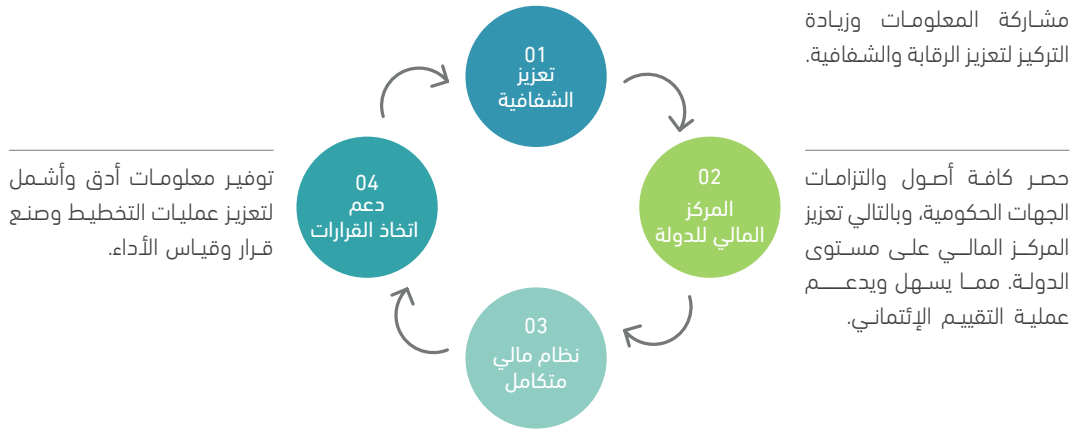 مشاركة المعلومات وزيادة
التركيز لتعزيز الرقابة والشفافية.
01
تعزيز
الشفافية
02
المركز
المالي للدولة
حصر كافة أصول والتزامات
الجهات الحكومية، وبالتالي تعزيز
المركز المالي على مستوى
الدولة. مما يسهل ويدعم
عملية التقييم الإئتماني.
03
نظام مالي
متكامل
04
دعم
اتخاذ القرارات
توفير معلومات أدق وأشمل
لتعزيز عمليات التخطيط وصنع
قرار وقياس الأداء.